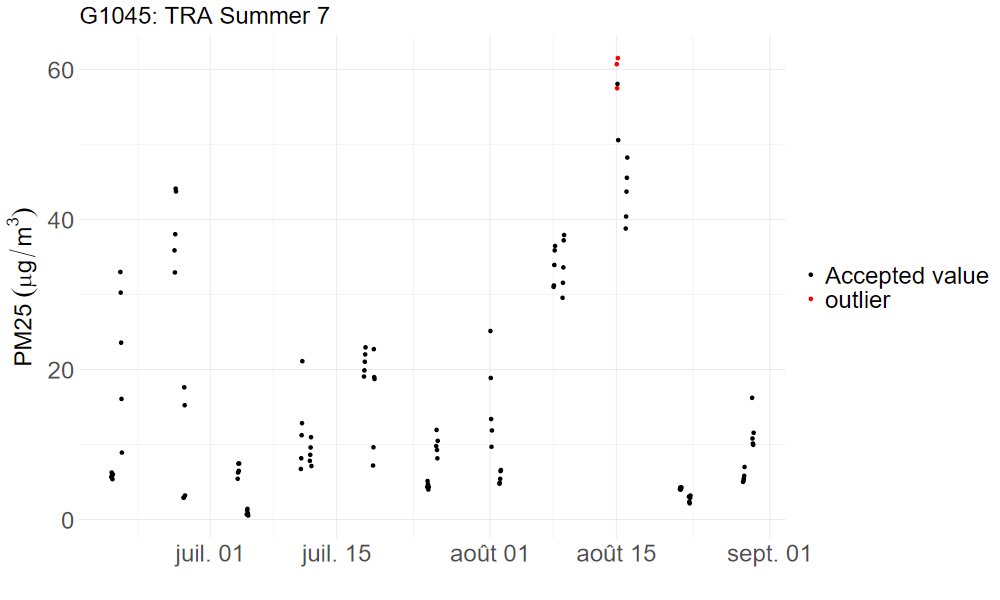 G1045: TRA Summer 7
PM25 (μg/m³)
60
40
20
0
juil. 01 juil. 15 août 01 août 15 sept. 01
Accepted value
outlier